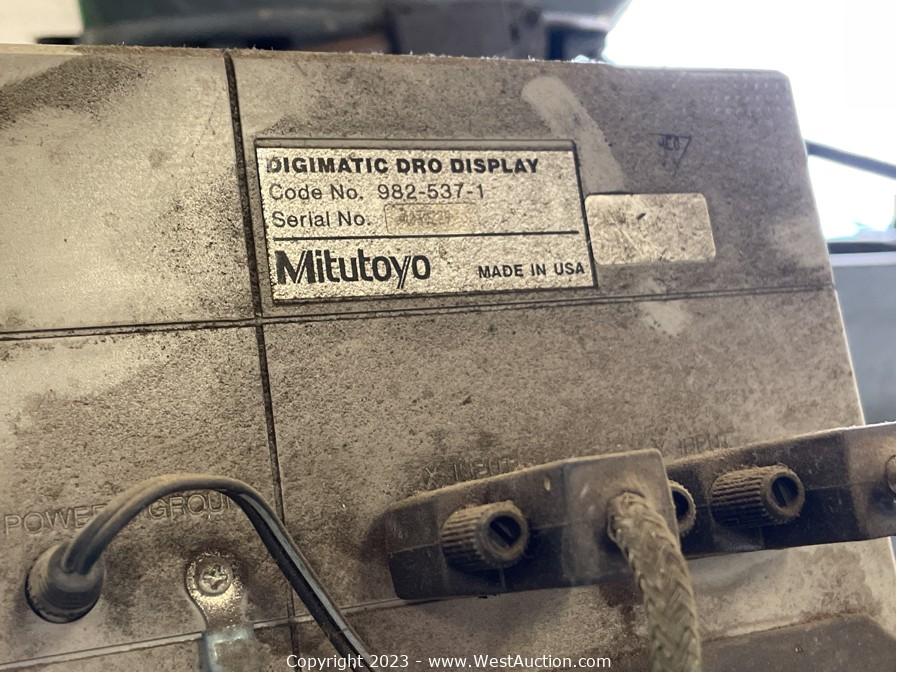 DIGIMATIC DRO DISPLAY
Code No. 982-537-1
Serial No.
Mitutoyo MADE IN USA
X INPUT
Y INPUT
POWER GROUND
Copyright 2023 - www.WestAuction.com